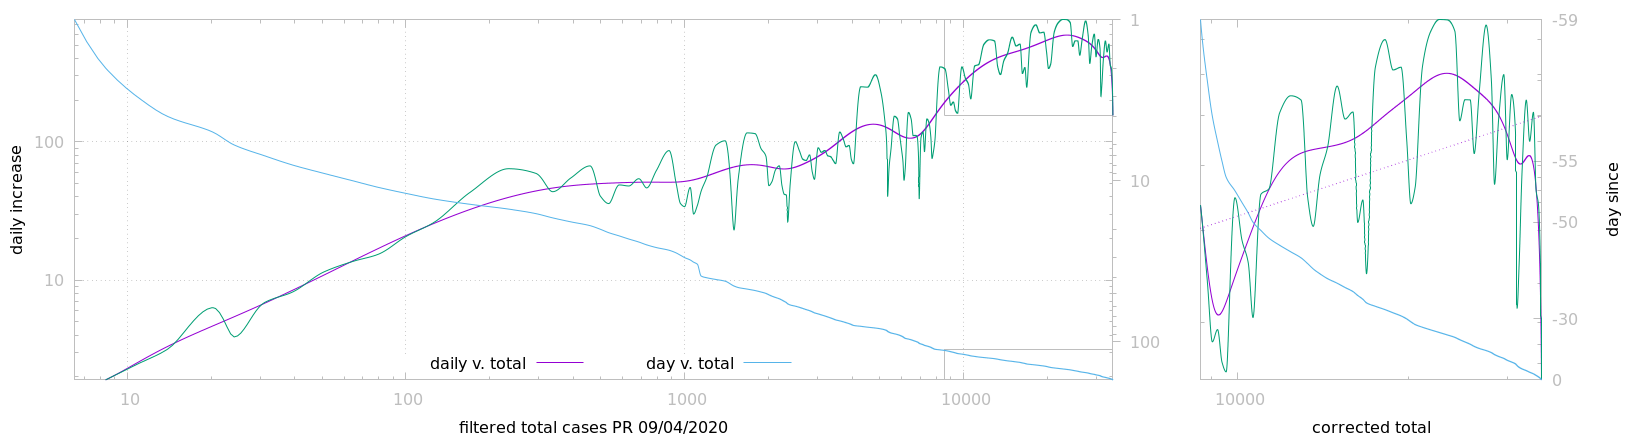 daily increase
100
10
10
100
1000
10000
1
10
100
daily v. total
day v. total
filtered total cases PR 09/04/2020
10000
corrected total
-59
-55
-50
-30
0
day since